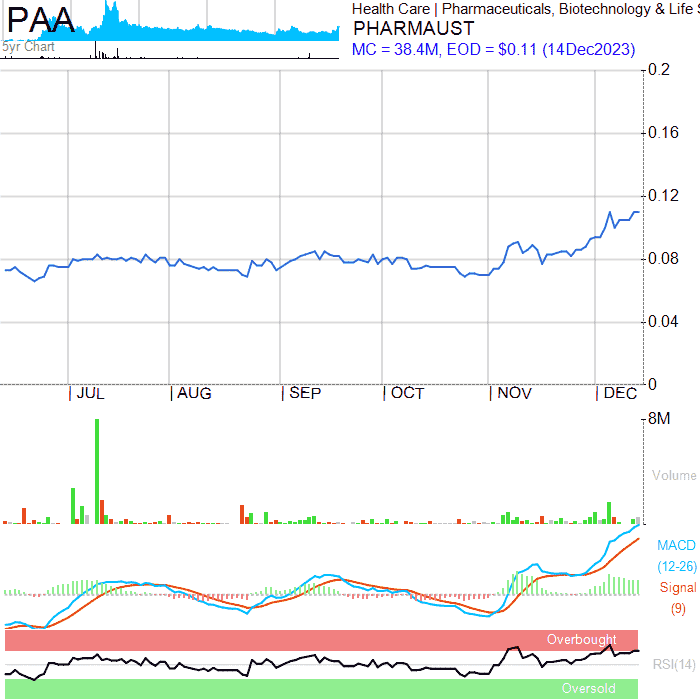 PAA
5yr Chart
Health Care | Pharmaceuticals, Biotechnology & Life S
PHARMAUST
MC = 38.4M, EOD = $0.11 (14Dec2023)
0.2
0.16
0.12
0.08
0.04
0
JUL
AUG
SEP
OCT
NOV
DEC
8M
Volume
MACD
(12-26)
Signal
(9)
Overbought
RSI(14)
Oversold